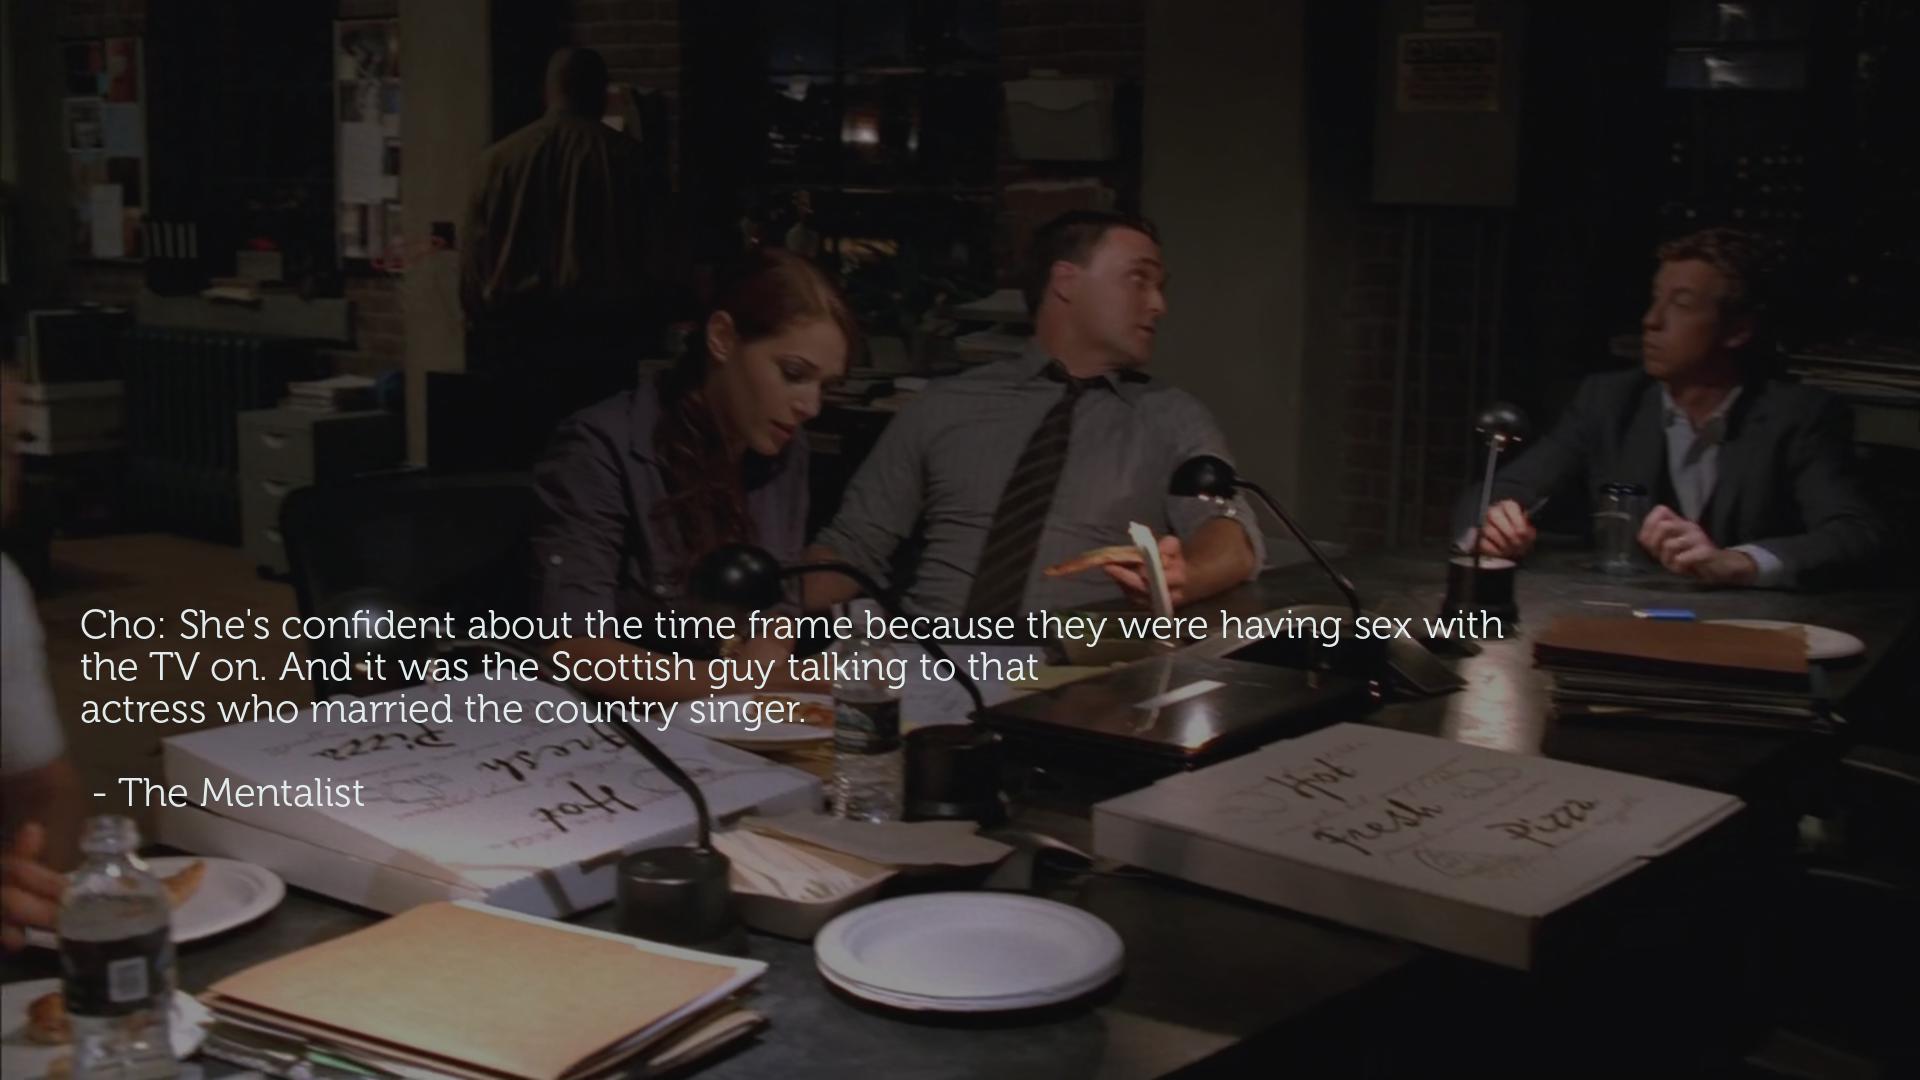 Cho: She's confident about the time frame because they were having sex with
the TV on. And it was the Scottish guy talking to that
actress who married the country singer.
- The Mentalist
Pizza
Fresh
Hot
Hot
Fresh
Pizza